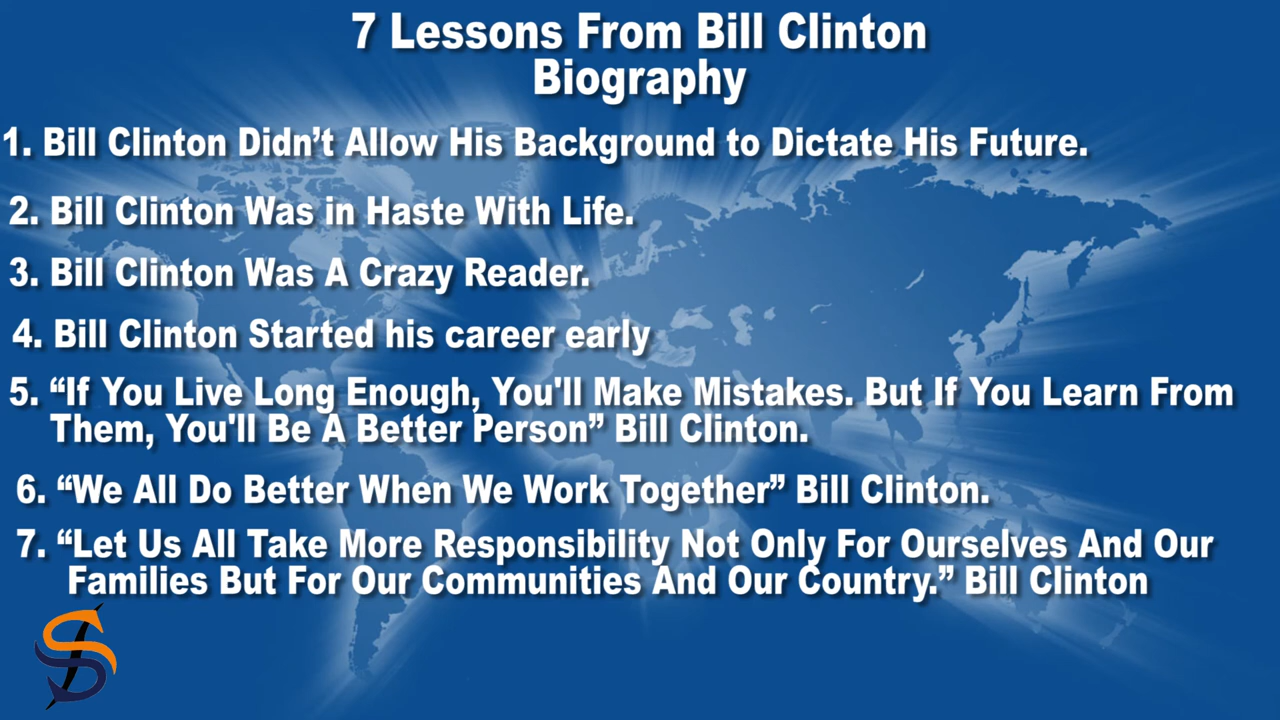 7 Lessons From Bill Clinton
Biography
1. Bill Clinton Didn’t Allow His Background to Dictate His Future.
2. Bill Clinton Was in Haste With Life.
3. Bill Clinton Was A Crazy Reader.
4. Bill Clinton Started his career early
5. “If You Live Long Enough, You'll Make Mistakes. But If You Learn From
Them, You'll Be A Better Person” Bill Clinton.
6. “We All Do Better When We Work Together” Bill Clinton.
7. “Let Us All Take More Responsibility Not Only For Ourselves And Our
Families But For Our Communities And Our Country.” Bill Clinton